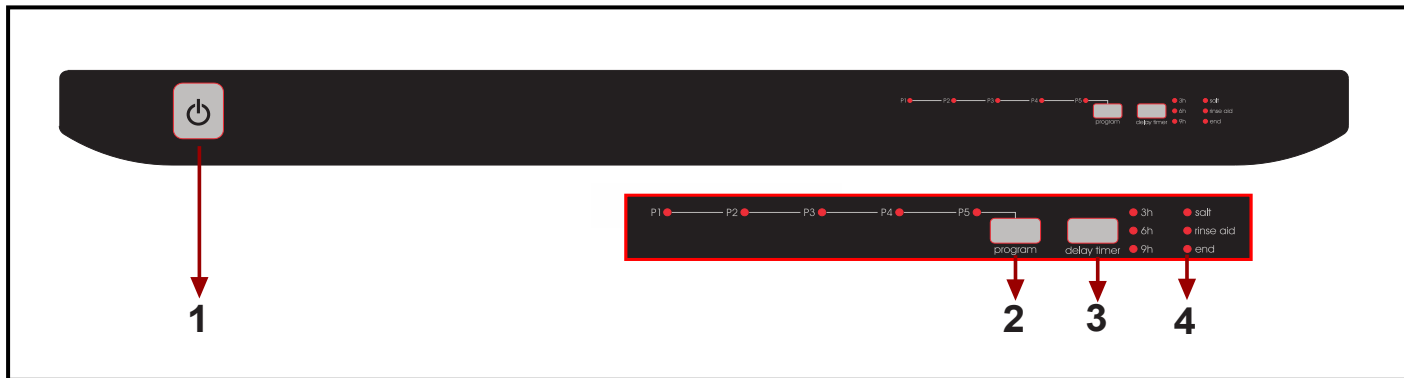 P1 P2 P3 P4 P5 3h salt
6h rinse aid
program delay timer 9h end
P1 P2 P3 P4 P5 3h salt
6h rinse aid
program delay timer 9h end
1 2 3 4